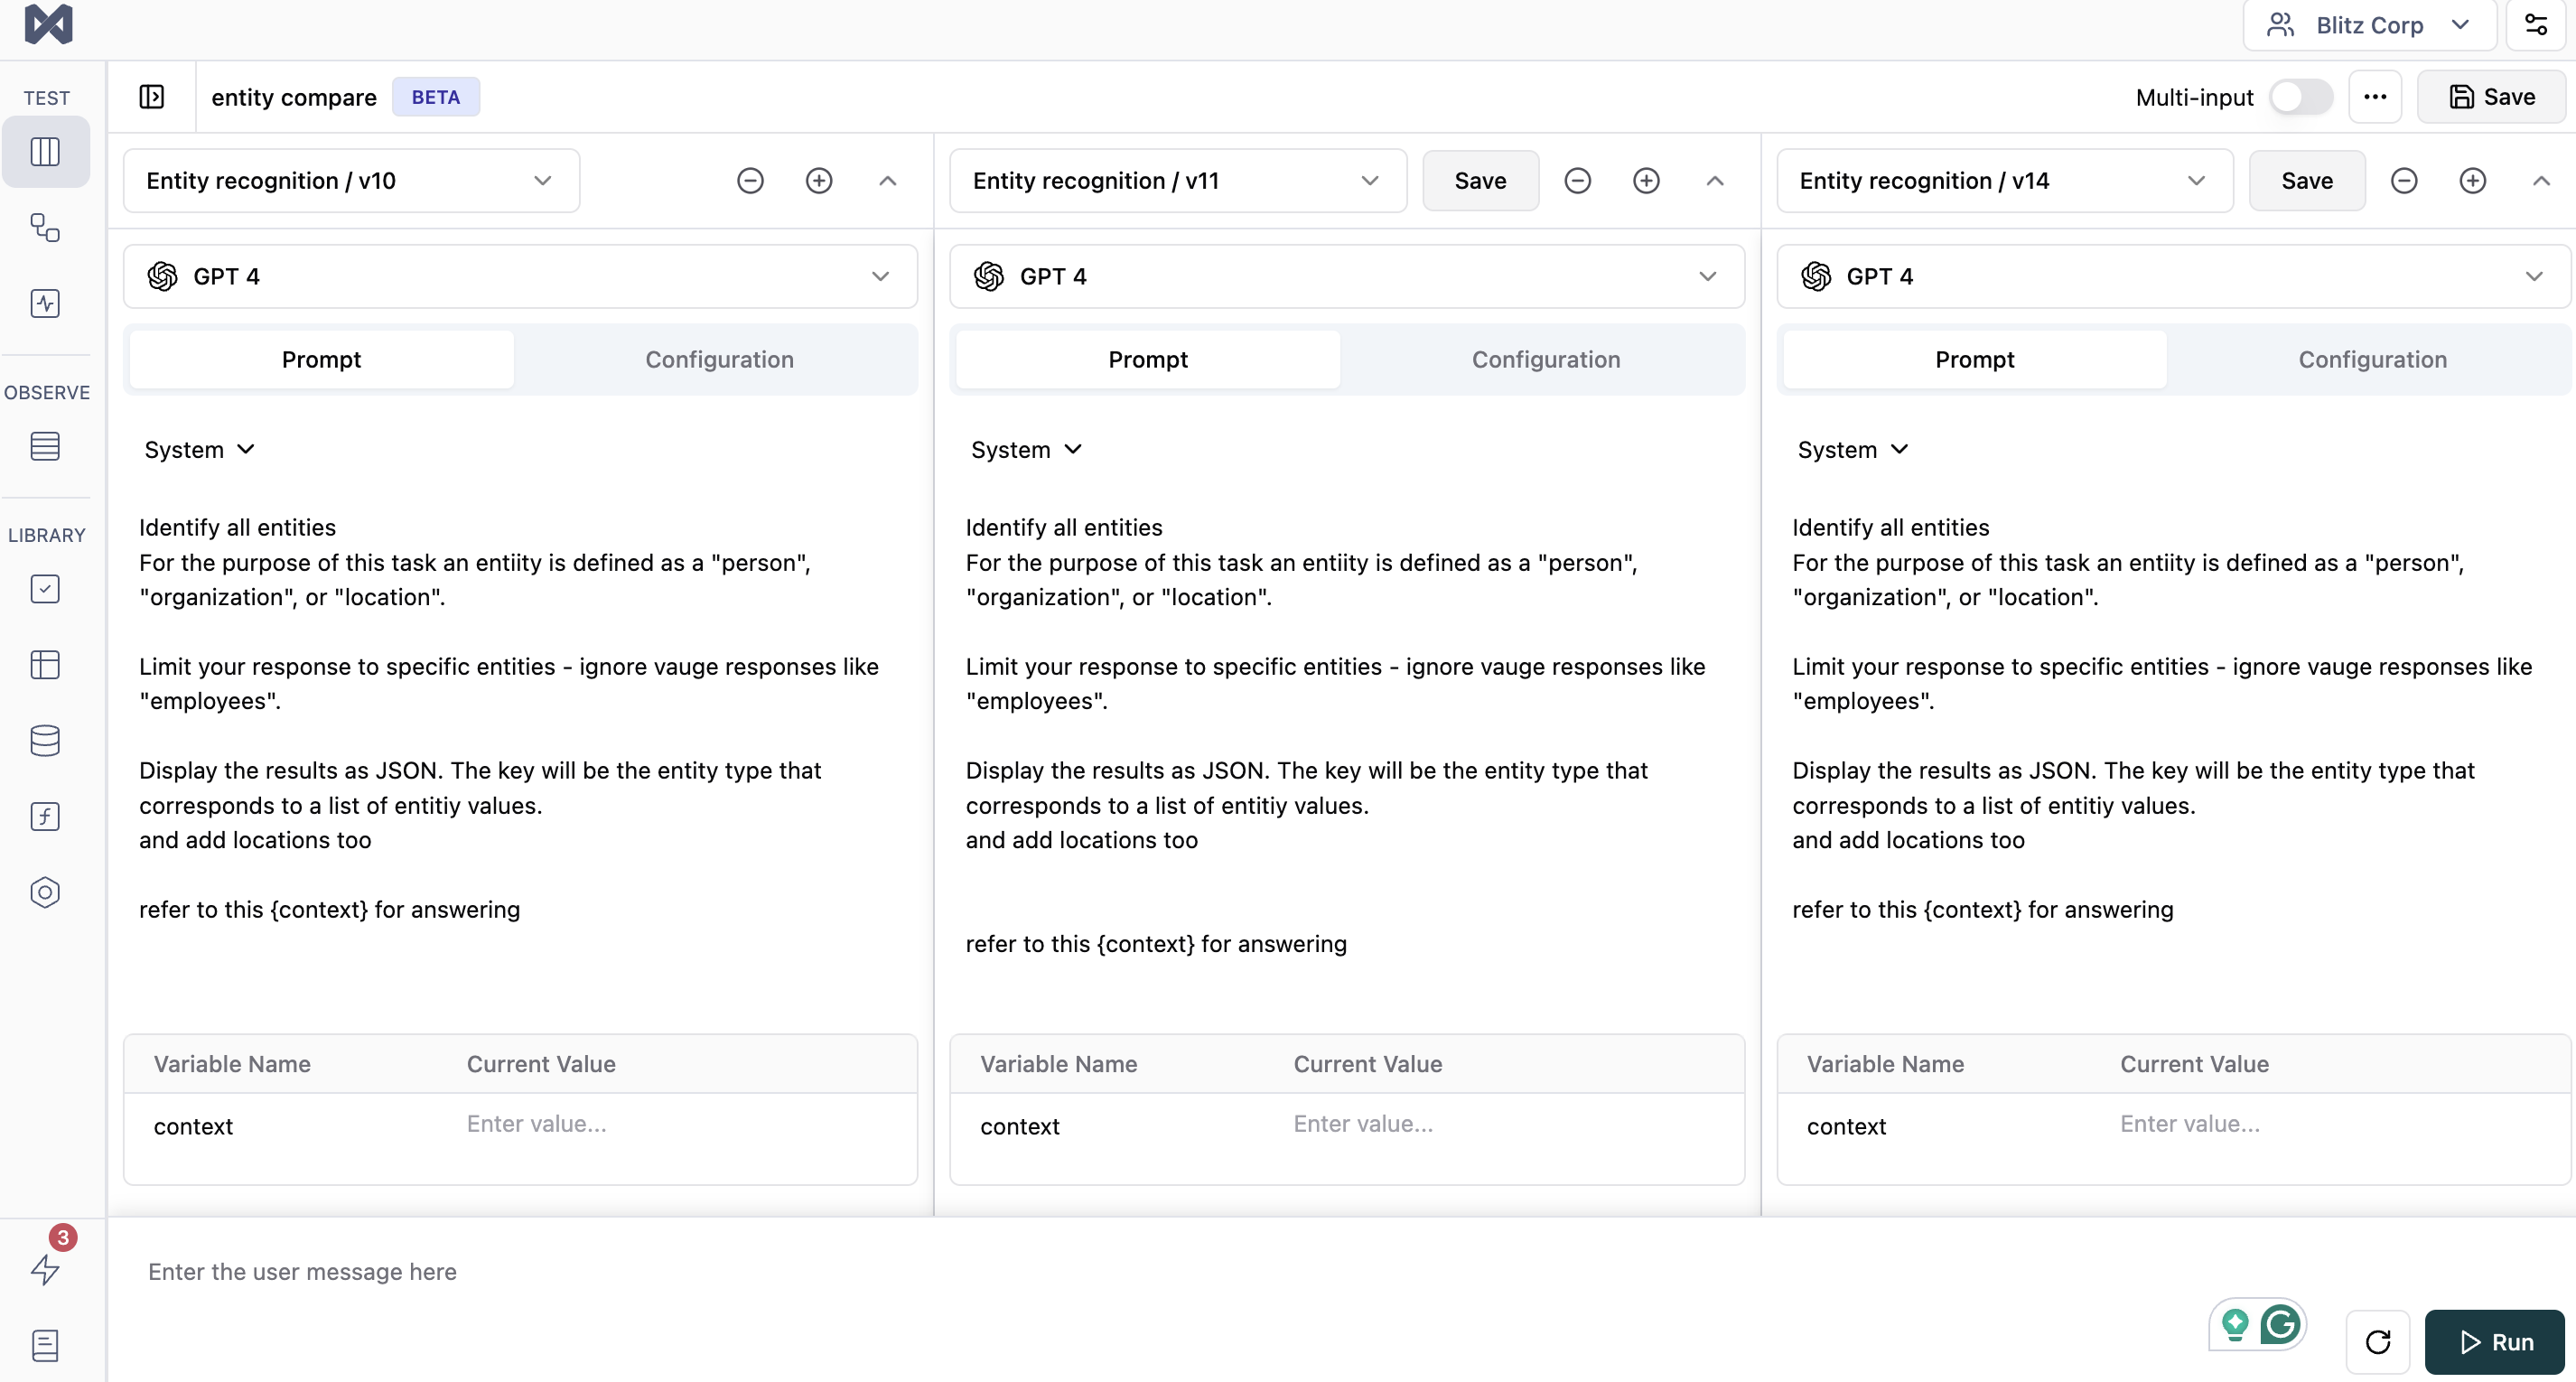 Blitz Corp
TEST
entity compare BETA
Multi-input
Save
OBSERVE
LIBRARY
3
Entity recognition / v10
GPT 4
Prompt Configuration
System
Identify all entities
For the purpose of this task an entiity is defined as a "person",
"organization", or "location".
Limit your response to specific entities - ignore vauge responses like
"employees".
Display the results as JSON. The key will be the entity type that
corresponds to a list of entitiy values.
and add locations too
refer to this {context} for answering
Variable Name Current Value
context Enter value...
Entity recognition / v11
Save
GPT 4
Prompt Configuration
System
Identify all entities
For the purpose of this task an entiity is defined as a "person",
"organization", or "location".
Limit your response to specific entities - ignore vauge responses like
"employees".
Display the results as JSON. The key will be the entity type that
corresponds to a list of entitiy values.
and add locations too
refer to this {context} for answering
Variable Name Current Value
context Enter value...
Entity recognition / v14
Save
GPT 4
Prompt Configuration
System
Identify all entities
For the purpose of this task an entiity is defined as a "person",
"organization", or "location".
Limit your response to specific entities - ignore vauge responses like
"employees".
Display the results as JSON. The key will be the entity type that
corresponds to a list of entitiy values.
and add locations too
refer to this {context} for answering
Variable Name Current Value
context Enter value...
Enter the user message here
Run